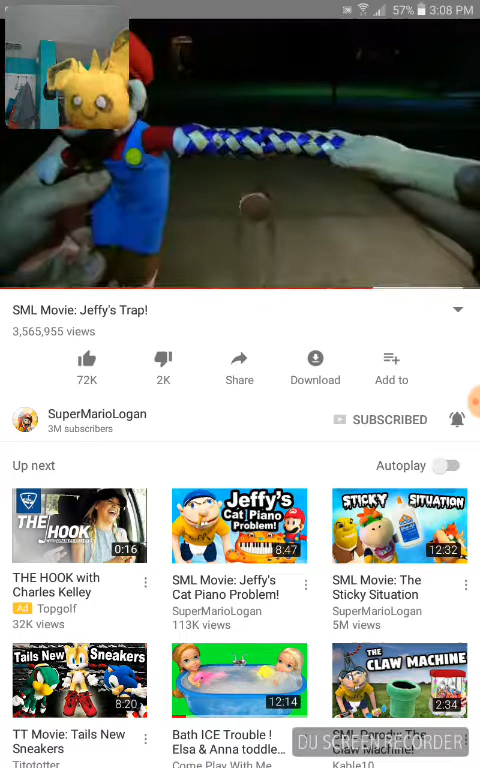 57% 3:08 PM
SML Movie: Jeffy's Trap!
3,565,955 views
72K 2K Share Download Add to
SuperMarioLogan
3M subscribers
SUBSCRIBED
Up next Autoplay
THE HOOK
0:16
THE HOOK with Charles Kelley
Ad Topgolf
32K views
Jeffy's
Cat Piano
Problem!
8:47
SML Movie: Jeffy's
Cat Piano Problem!
SuperMarioLogan
113K views
STICKY SITUATION
12:32
SML Movie: The
Sticky Situation
SuperMarioLogan
5M views
Tails New Sneakers
8:20
TT Movie: Tails New
Sneakers
Titototter
12:14
Bath ICE Trouble !
Elsa & Anna toddle...
Come Play With Me
THE
CLAW MACHINE
2:34
SML Parody: The
Claw Machine!
Kable10
DU SCREEN RECORDER